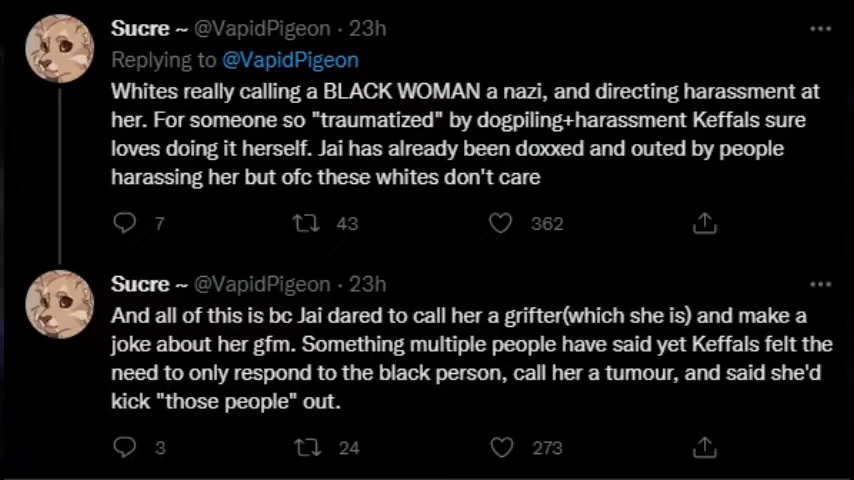 Sucre ~ @VapidPigeon · 23h
Replying to @VapidPigeon
Whites really calling a BLACK WOMAN a nazi, and directing harassment at
her. For someone so "traumatized" by dogpiling+harassment Keffals sure
loves doing it herself. Jai has already been doxxed and outed by people
harassing her but ofc these whites don't care
7 43 362
Sucre ~ @VapidPigeon · 23h
And all of this is bc Jai dared to call her a grifter(which she is) and make a
joke about her gfm. Something multiple people have said yet Keffals felt the
need to only respond to the black person, call her a tumour, and said she'd
kick "those people" out.
3 24 273